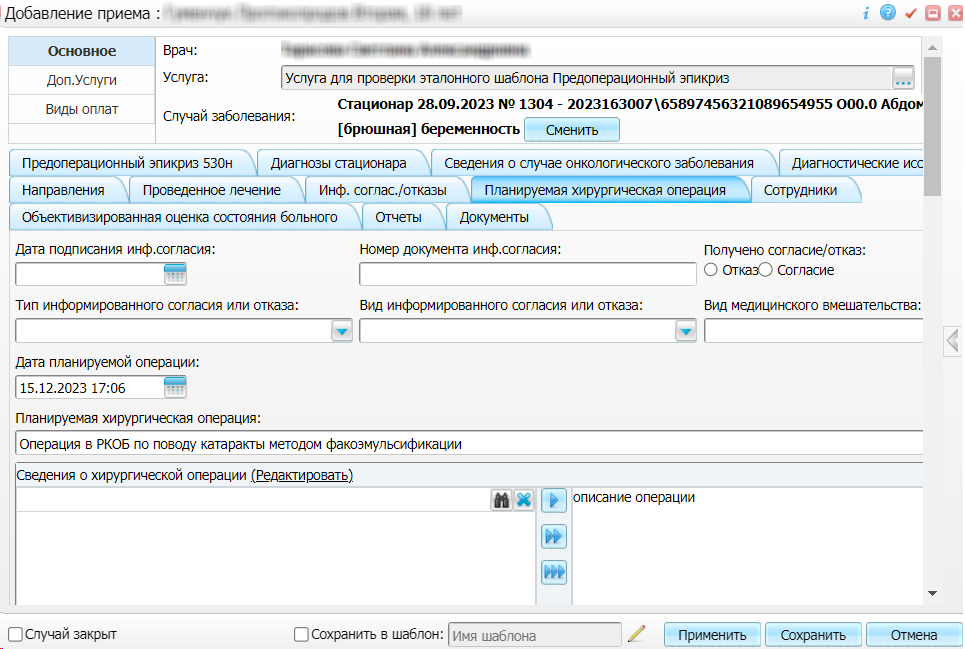 Добавление приема :
Основное
Доп.Услуги
Виды оплат
Врач:
Услуга: Услуга для проверки эталонного шаблона Предоперационный эпикриз ...
Случай заболевания: Стационар 28.09.2023 № 1304 - 2023163007\65897456321089654955 O00.0 Абдом
[брюшная] беременность Сменить
Предоперационный эпикриз 530н Диагнозы стационара Сведения о случае онкологического заболевания Диагностические исс
Направления Проведенное лечение Инф. соглас./отказы Планируемая хирургическая операция Сотрудники
Объективизированная оценка состояния больного Отчеты Документы
Дата подписания инф.согласия: Номер документа инф.согласия: Получено согласие/отказ:
Отказ Согласие
Тип информированного согласия или отказа: Вид информированного согласия или отказа: Вид медицинского вмешательства:
Дата планируемой операции:
15.12.2023 17:06
Планируемая хирургическая операция:
Операция в РКОБ по поводу катаракты методом факоэмульсификации
Сведения о хирургической операции (Редактировать)
описание операции
Случай закрыт Сохранить в шаблон: Имя шаблона Применить Сохранить Отмена